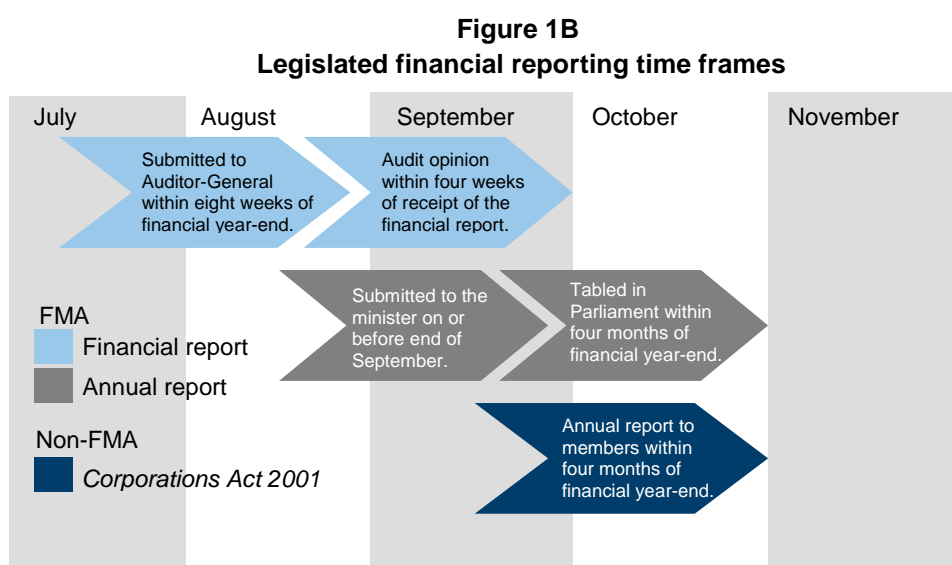 Figure 1B
Legislated financial reporting time frames
July August September October November
Submitted to
Auditor-General
within eight weeks of
financial year-end.
Audit opinion
within four weeks
of receipt of the
financial report.
Submitted to the
minister on or
before end of
September.
Tabled in
Parliament within
four months of
financial year-end.
FMA
Financial report
Annual report
Non-FMA
Corporations Act 2001
Annual report to
members within
four months of
financial year-end.